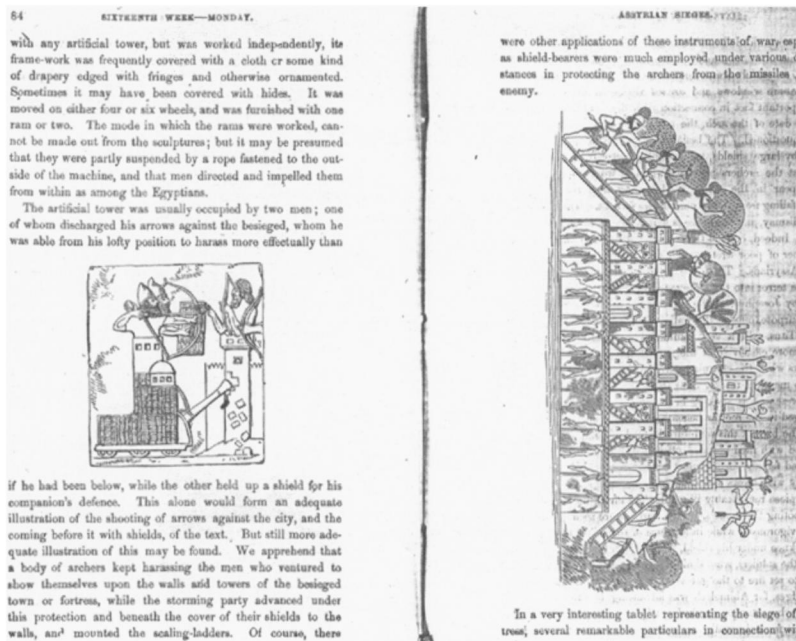 84
SIXTEENTH WEEK—MONDAY.
with any artificial tower, but was worked independently, its
frame-work was frequently covered with a cloth cr some kind
of drapery edged with fringes and otherwise ornamented.
Sometimes it may have been covered with hides. It was
moved on either four or six wheels, and was furnished with one
ram or two. The mode in which the rams were worked, can-
not be made out from the sculptures; but it may be presumed
that they were partly suspended by a rope fastened to the out-
side of the machine, and that men directed and impelled them
from within as among the Egyptians.
The artificial tower was usually occupied by two men; one
of whom discharged his arrows against the besieged, whom he
was able from his lofty position to harass more effectually than
if he had been below, while the other held up a shield for his
companion's defence. This alone would form an adequate
illustration of the shooting of arrows against the city, and the
coming before it with shields, of the text. But still more ade-
quate illustration of this may be found. We apprehend that
a body of archers kept harassing the men who ventured to
show themselves upon the walls and towers of the besieged
town or fortress, while the storming party advanced under
this protection and beneath the cover of their shields to the
walls, and mounted the scaling-ladders. Of course, there
ASSYRIAN SIEGES.
were other applications of these instruments of war, esp
as shield-bearers were much employed under various
stances in protecting the archers from the missiles
enemy.
In a very interesting tablet representing the siege of
tress, several remarkable particulars in connection wi